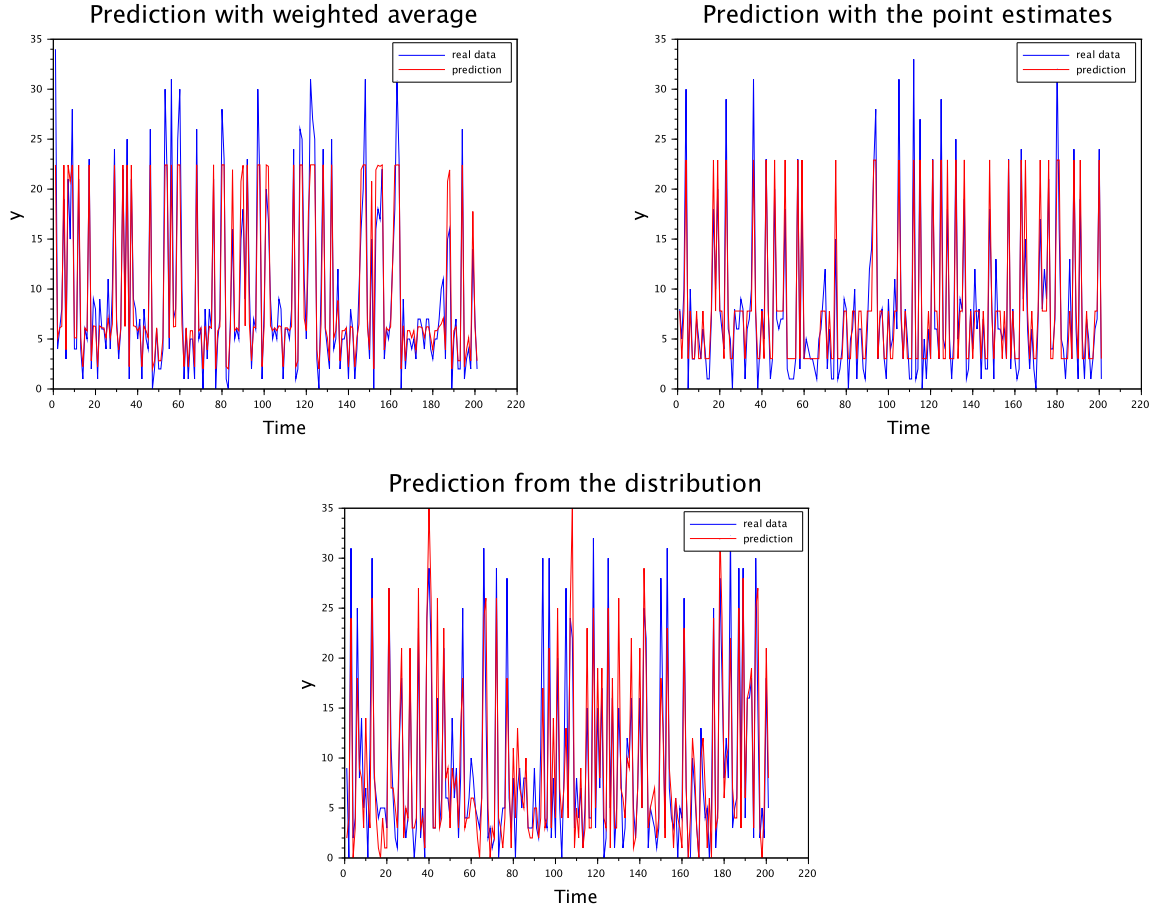 Prediction with weighted average
35
30
25
20
15
10
5
0
y
real data
prediction
0 20 40 60 80 100 120 140 160 180 200 220
Time
Prediction with the point estimates
35
30
25
20
15
10
5
0
y
real data
prediction
0 20 40 60 80 100 120 140 160 180 200 220
Time
Prediction from the distribution
35
30
25
20
15
10
5
0
y
real data
prediction
0 20 40 60 80 100 120 140 160 180 200 220
Time